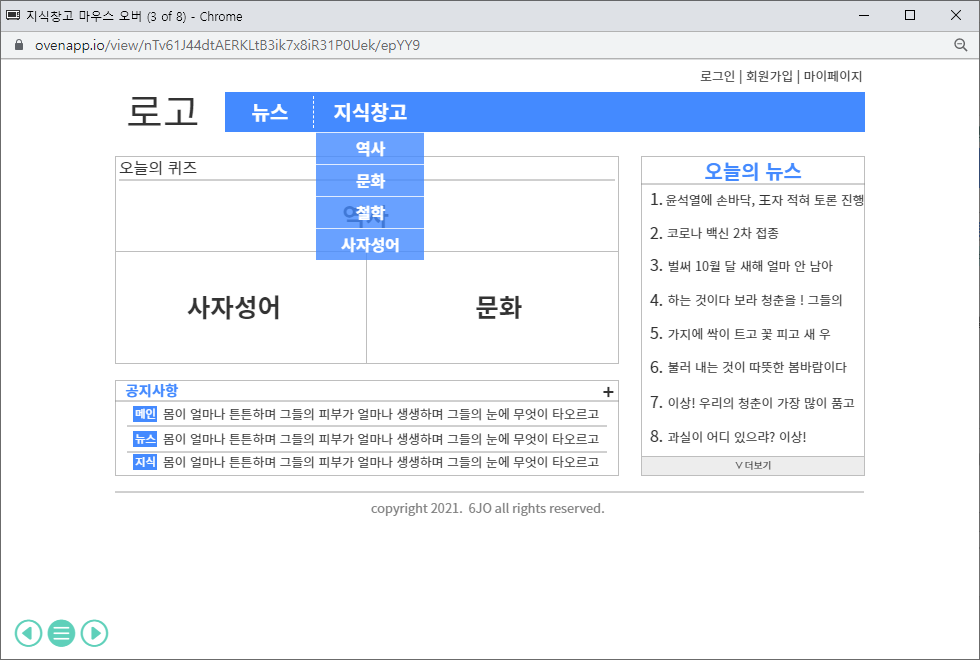 지식창고 마우스 오버 (3 of 8) - Chrome
ovenapp.io/view/nTv61J44dtAERKLtB3ik7x8iR31P0Uek/epYY9
로그인 | 회원가입 | 마이페이지
로고
뉴스
지식창고
역사
문화
철학
사자성어
오늘의 퀴즈
역사
사자성어
문화
공지사항
+
메인 몸이 얼마나 튼튼하며 그들의 피부가 얼마나 생생하며 그들의 눈에 무엇이 타오르고
뉴스 몸이 얼마나 튼튼하며 그들의 피부가 얼마나 생생하며 그들의 눈에 무엇이 타오르고
지식 몸이 얼마나 튼튼하며 그들의 피부가 얼마나 생생하며 그들의 눈에 무엇이 타오르고
오늘의 뉴스
1. 윤석열에 손바닥, 王자 적혀 토론 진행
2. 코로나 백신 2차 접종
3. 벌써 10월 달 새해 얼마 안 남아
4. 하는 것이다 보라 청춘을 ! 그들의
5. 가지에 싹이 트고 꽃 피고 새 우
6. 불러 내는 것이 따뜻한 봄바람이다
7. 이상! 우리의 청춘이 가장 많이 품고
8. 과실이 어디 있으랴? 이상!
∨더보기
copyright 2021. 6JO all rights reserved.